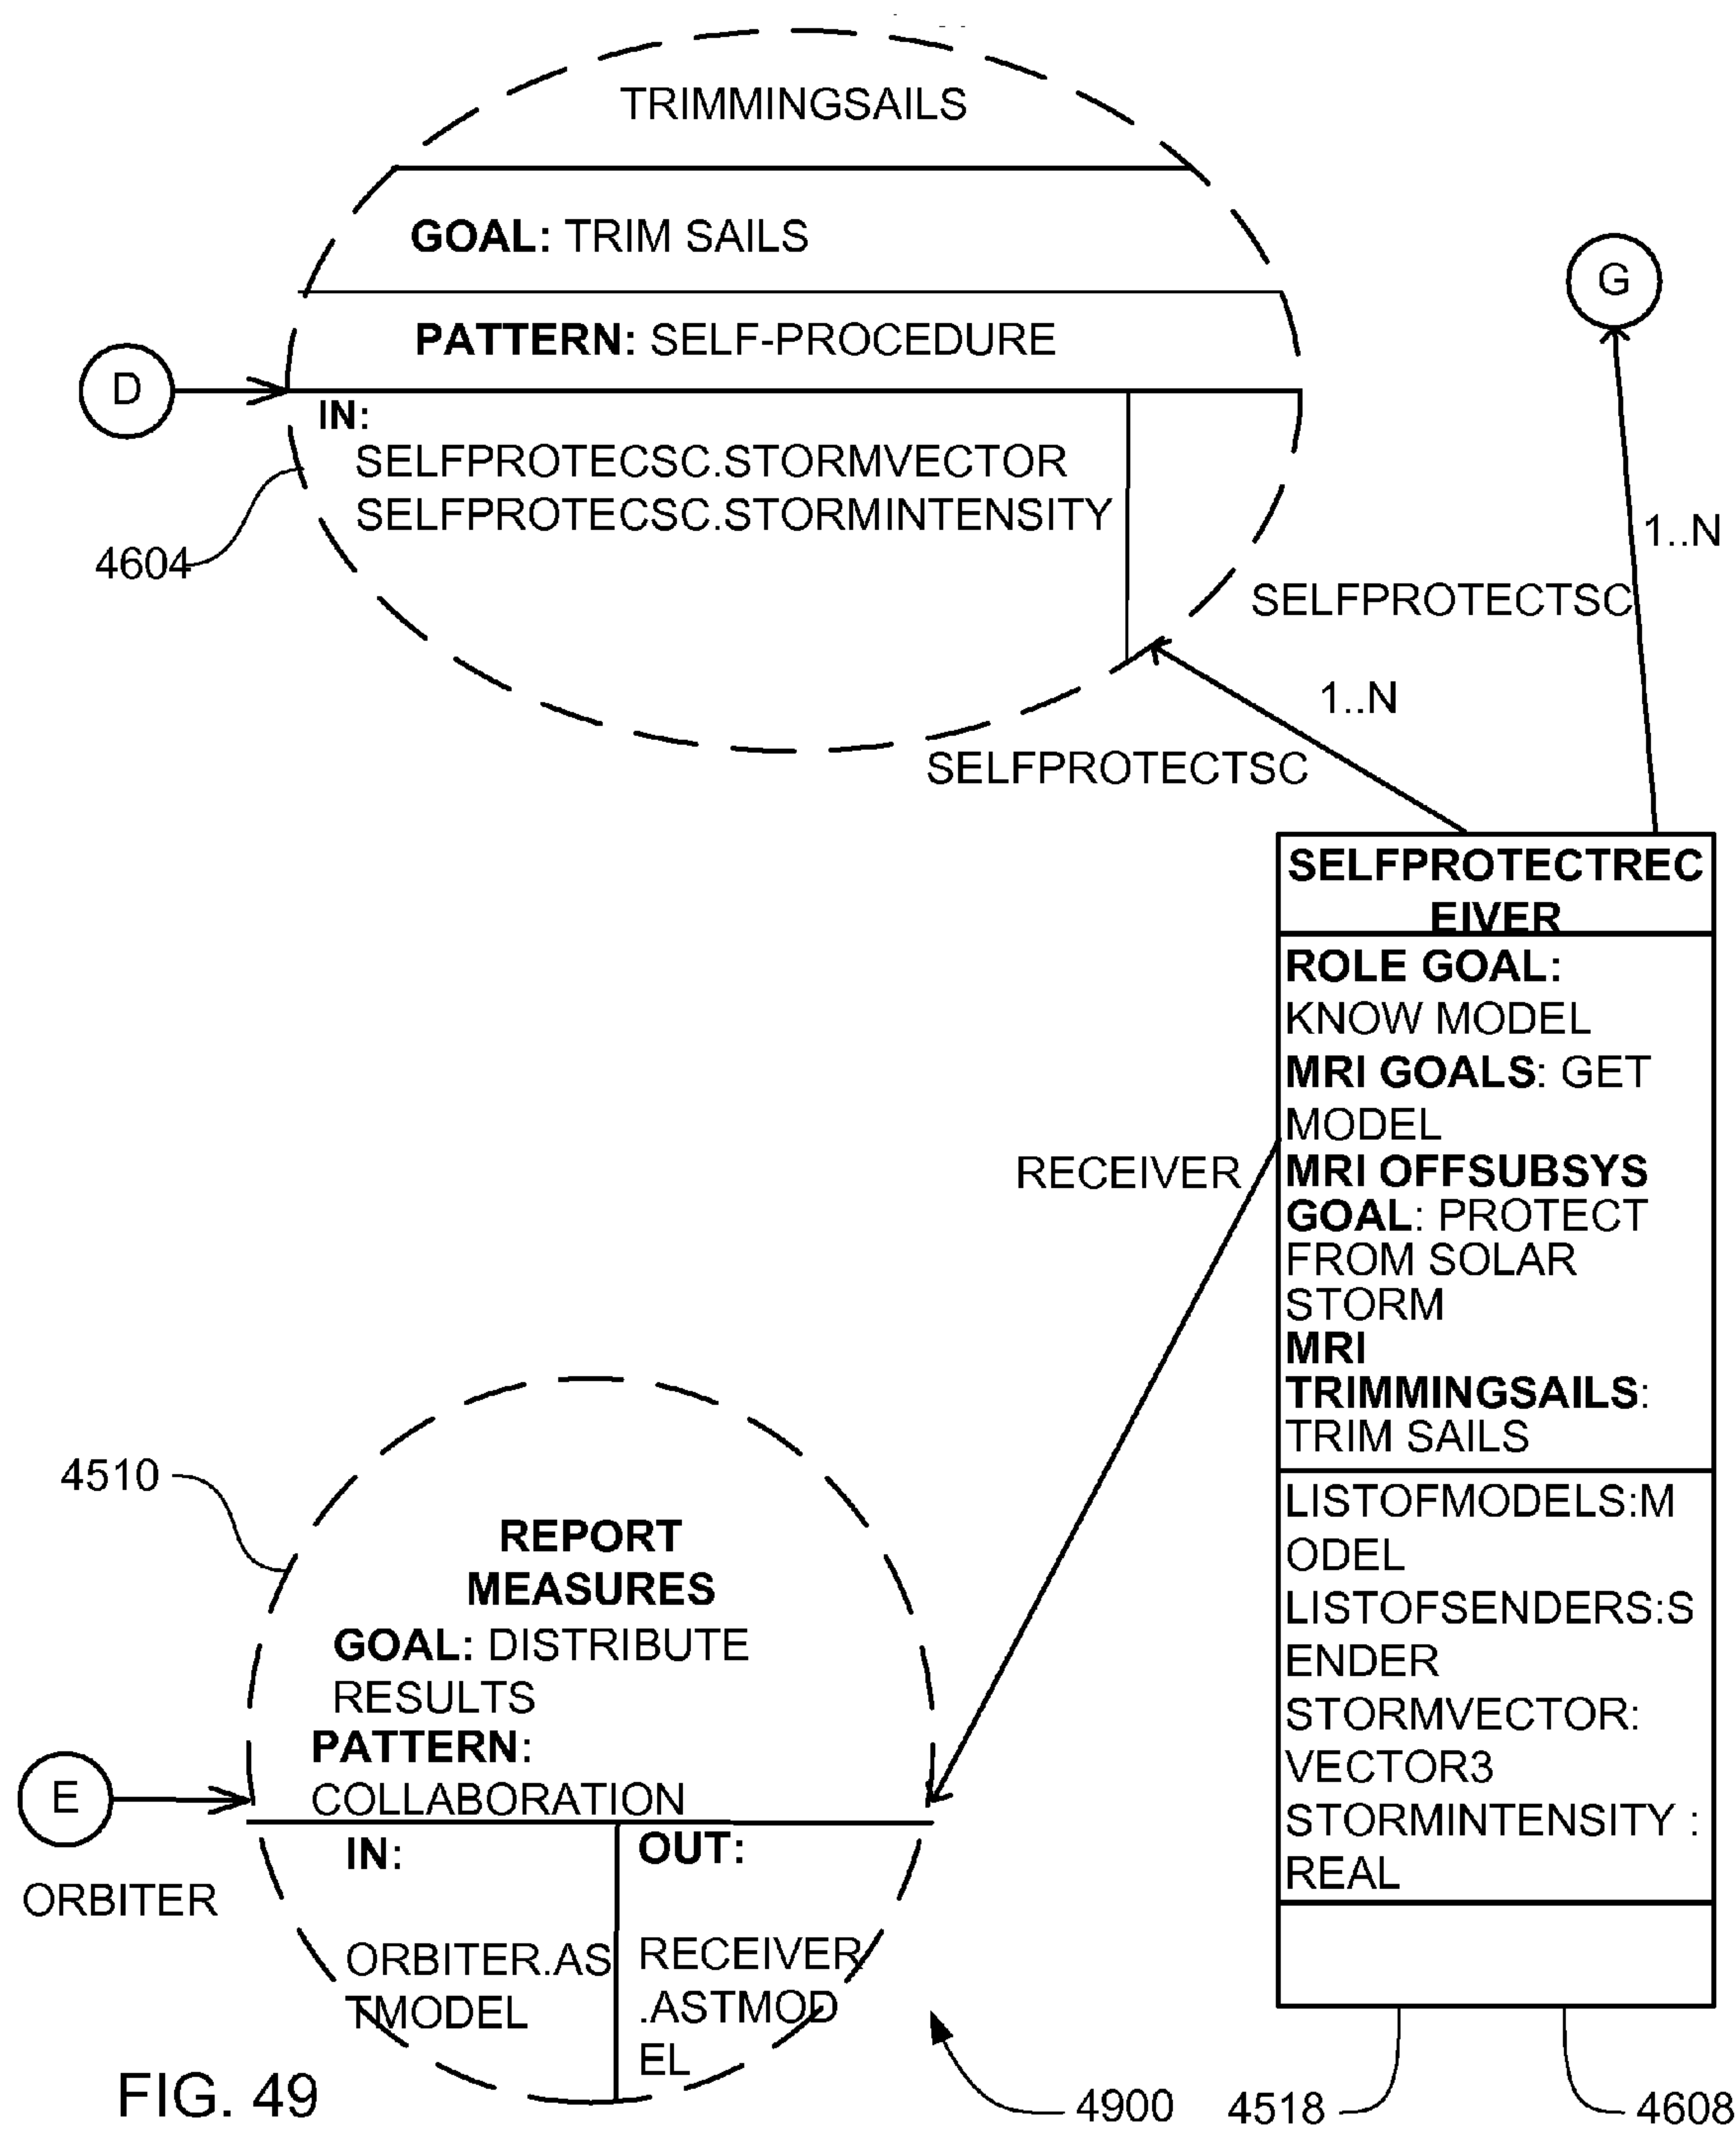 TRIMMINGSAILS
GOAL: TRIM SAILS
PATTERN: SELF-PROCEDURE
D
IN:
SELFPROTECSC.STORMVECTOR
SELFPROTECSC.STORMINTENSITY
4604
G
1..N
SELFPROTECTSC
1..N
SELFPROTECTSC
SELFPROTECTREC
EIVER
ROLE GOAL:
KNOW MODEL
MRI GOALS: GET
MODEL
MRI OFFSUBSYS
GOAL: PROTECT
FROM SOLAR
STORM
MRI
TRIMMINGSAILS:
TRIM SAILS
LISTOFMODELS:M
ODEL
LISTOFSENDERS:S
ENDER
STORMVECTOR:
VECTOR3
STORMINTENSITY :
REAL
RECEIVER
4510
REPORT
MEASURES
GOAL: DISTRIBUTE
RESULTS
PATTERN:
COLLABORATION
E
ORBITER
IN:
ORBITER.AS
TMODEL
OUT:
RECEIVER
.ASTMOD
EL
4900
4518
4608
FIG. 49